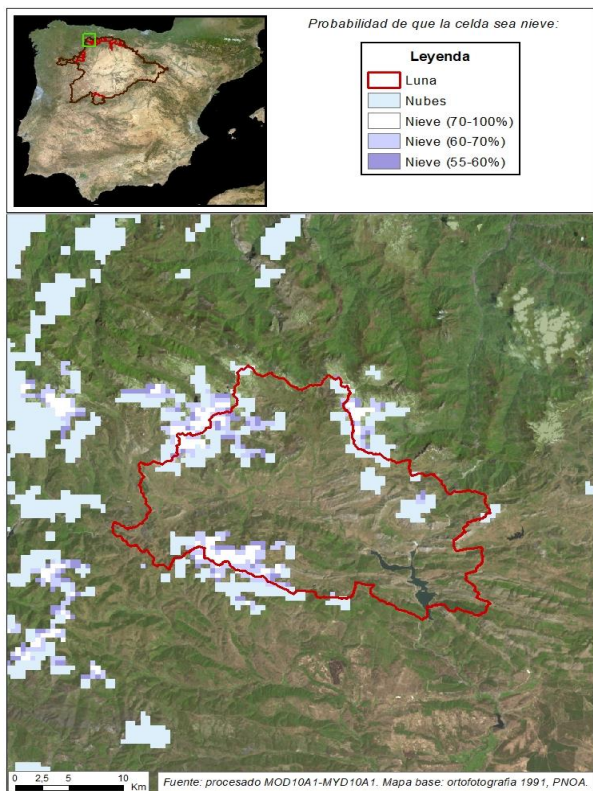 Probabilidad de que la celda sea nieve:
Leyenda
Luna
Nubes
Nieve (70-100%)
Nieve (60-70%)
Nieve (55-60%)
0 2,5 5 10
Km
Fuente: procesado MOD10A1-MYD10A1. Mapa base: ortofotografía 1991, PNOA.